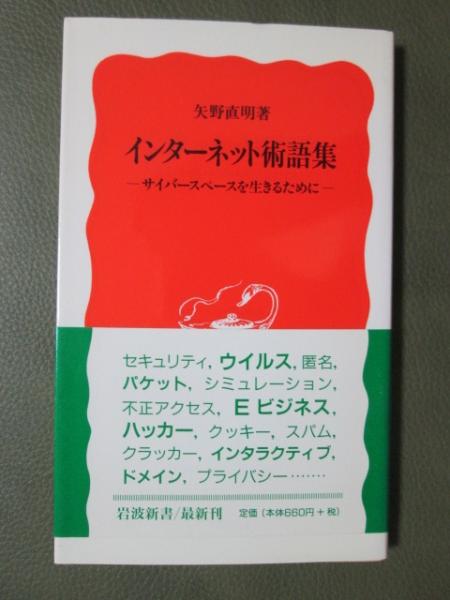 矢野直明著
インターネット術語集
―サイバースペースを生きるために―
セキュリティ, ウイルス, 匿名,
パケット, シミュレーション,
不正アクセス, E ビジネス,
ハッカー, クッキー, スパム,
クラッカー, インタラクティブ,
ドメイン, プライバシー……
岩波新書/最新刊 定価(本体660円+税)